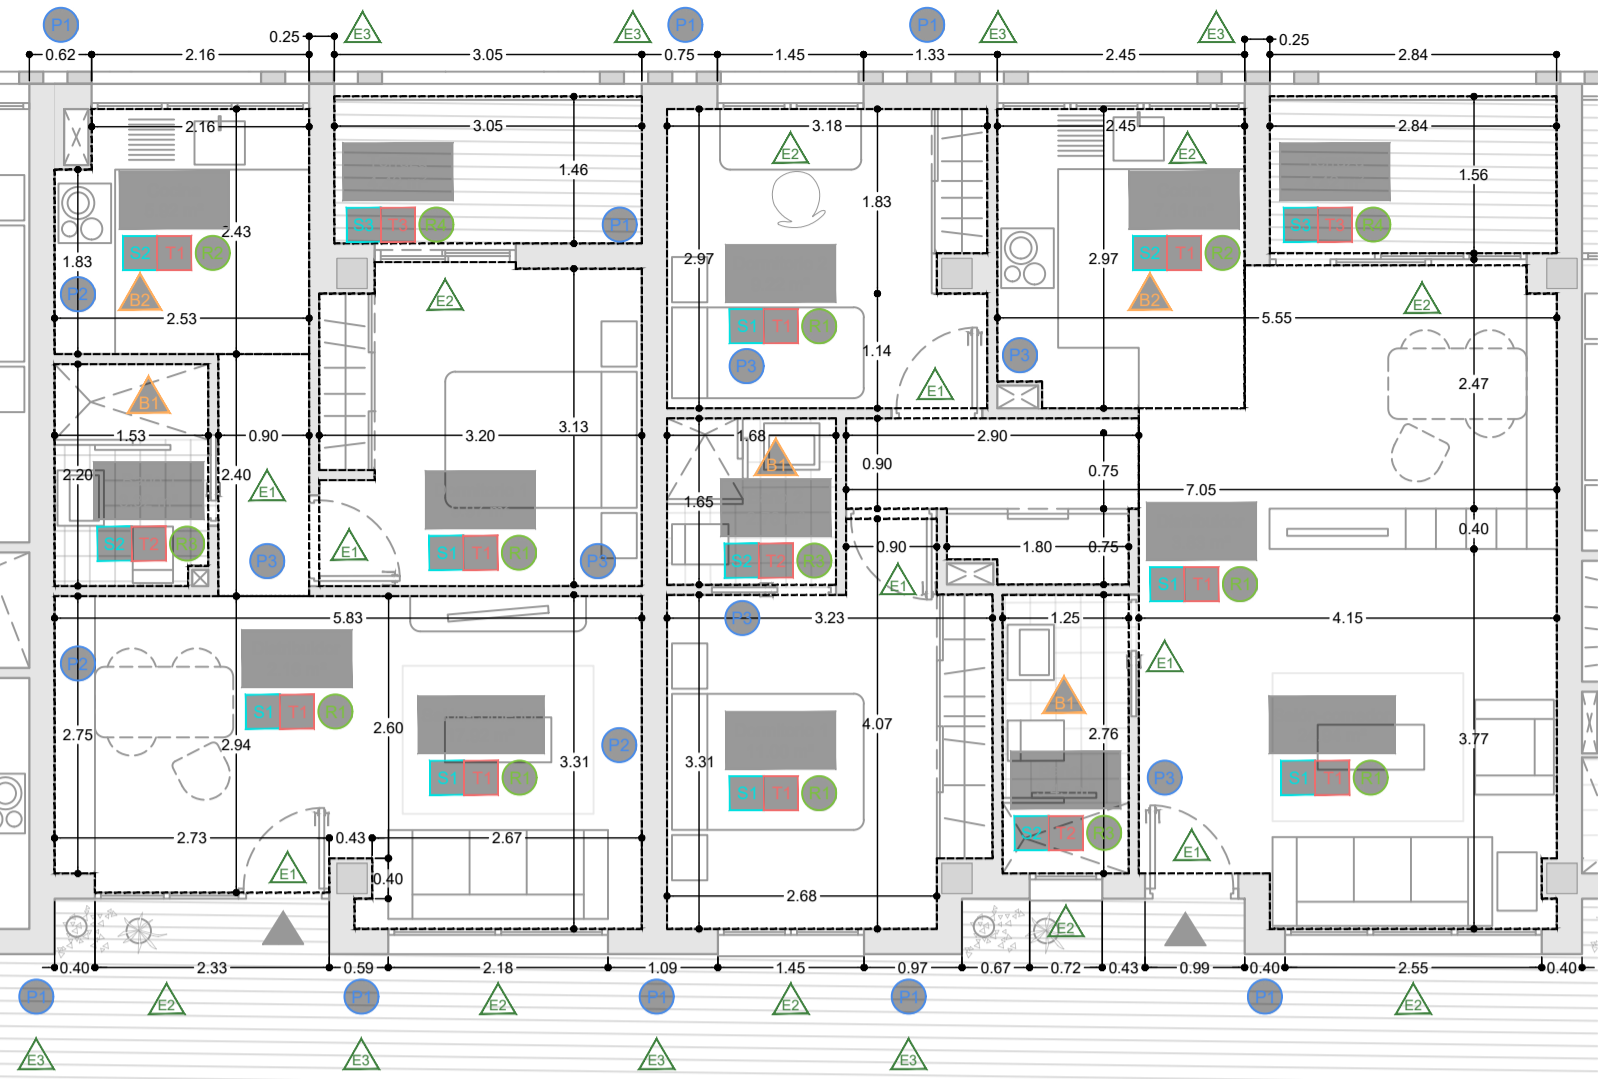 P1 E3 E3 P1 P1 E3 E3
0.25 0.25
0.62 2.16 3.05 0.75 1.45 1.33 2.45 2.84
2.16 3.05 3.18 2.45 2.84
E2 E2
1.46 1.56
1.83
S3 T3 P1 S3 T3 R4
2.43
S2 T1 R2 S2 T1 R2
1.83 2.97 2.97
P2 B2 E2 B2 E2
2.53 5.55
S1 T1 R1
1.14 P3
P3
2.47
B1 E1
3.13
1.53 0.90 3.20 1.68 2.90
B1 0.90 0.75
2.20 2.40
E1 7.05
1.65
0.40
S2 T2 E1 S1 T1 R1 0.90 1.80 0.75
P3 P3 S2 T2
E1 S1 T1 R1
5.83 P3 3.23 1.25 4.15
P2 E1
B1
S1 T1 R1 4.07
2.75 2.94 2.60 P2 2.76 3.77
3.31 3.31
S1 T1 R1 S1 T1 R1 P3 S1 T1 R1
2.73 0.43 2.67 T2
E1 0.40 E1
2.68
E2
0.40 2.33 0.59 2.18 1.09 1.45 0.97 0.67 0.72 0.43 0.99 0.40 2.55 0.40
P1 E2 P1 E2 P1 E2 P1 P1 E2
E3 E3 E3 E3